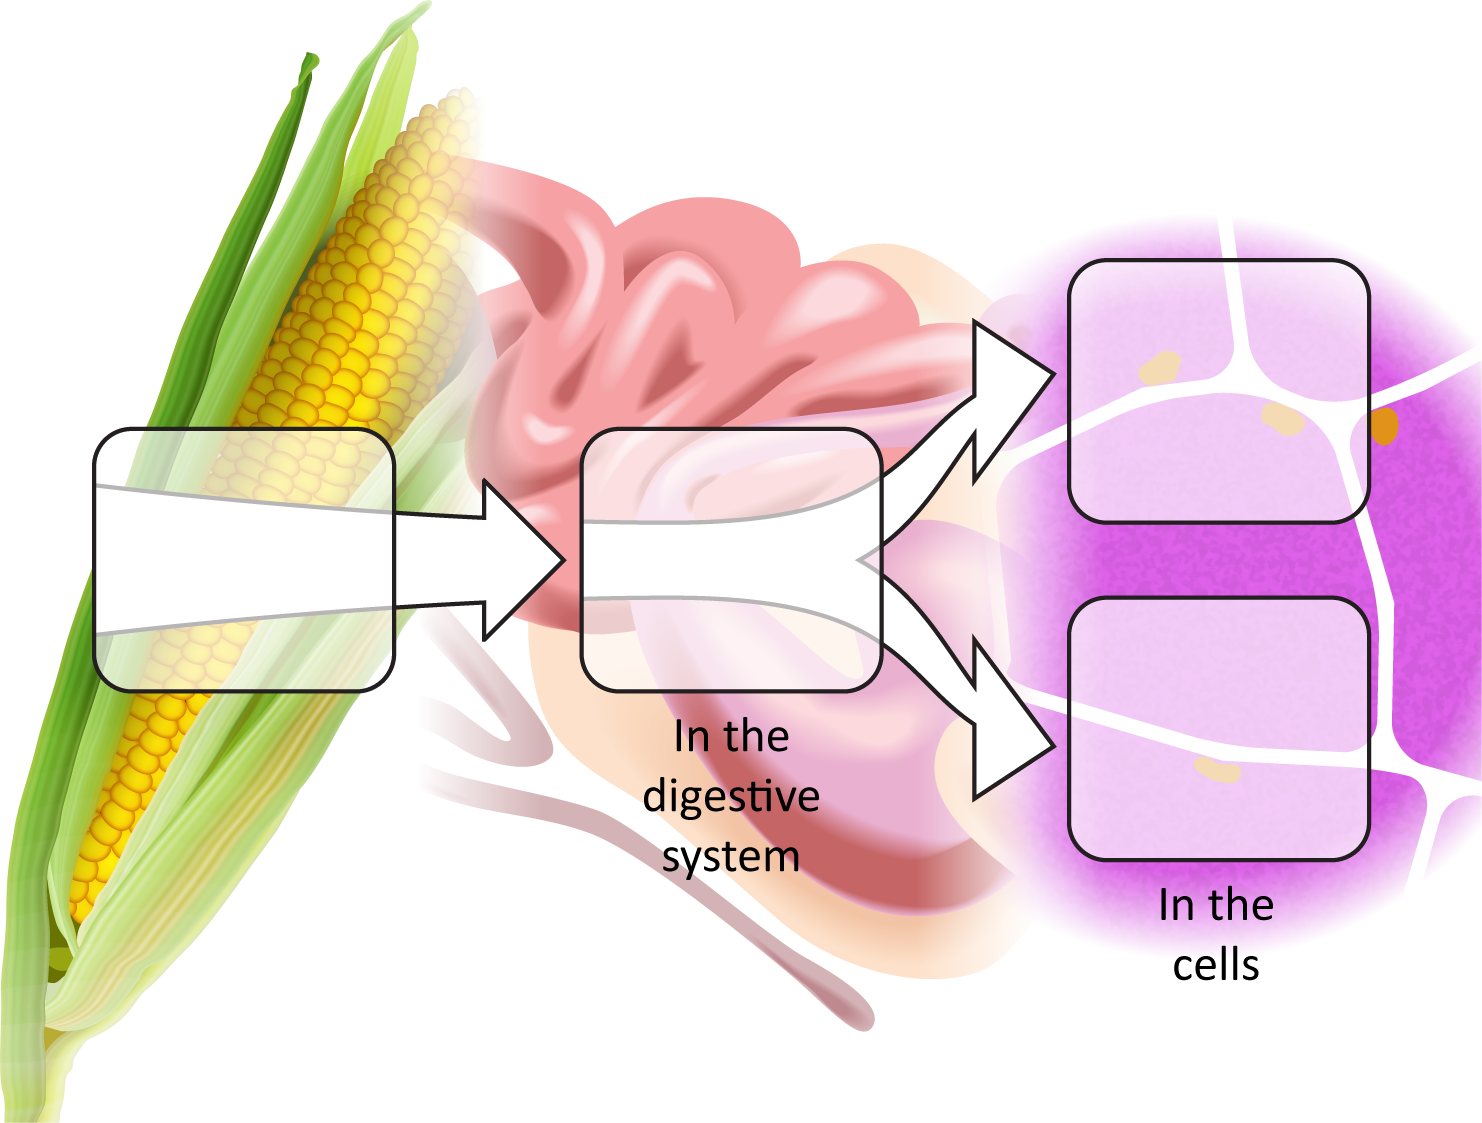 In the
digestive
system
In the
cells